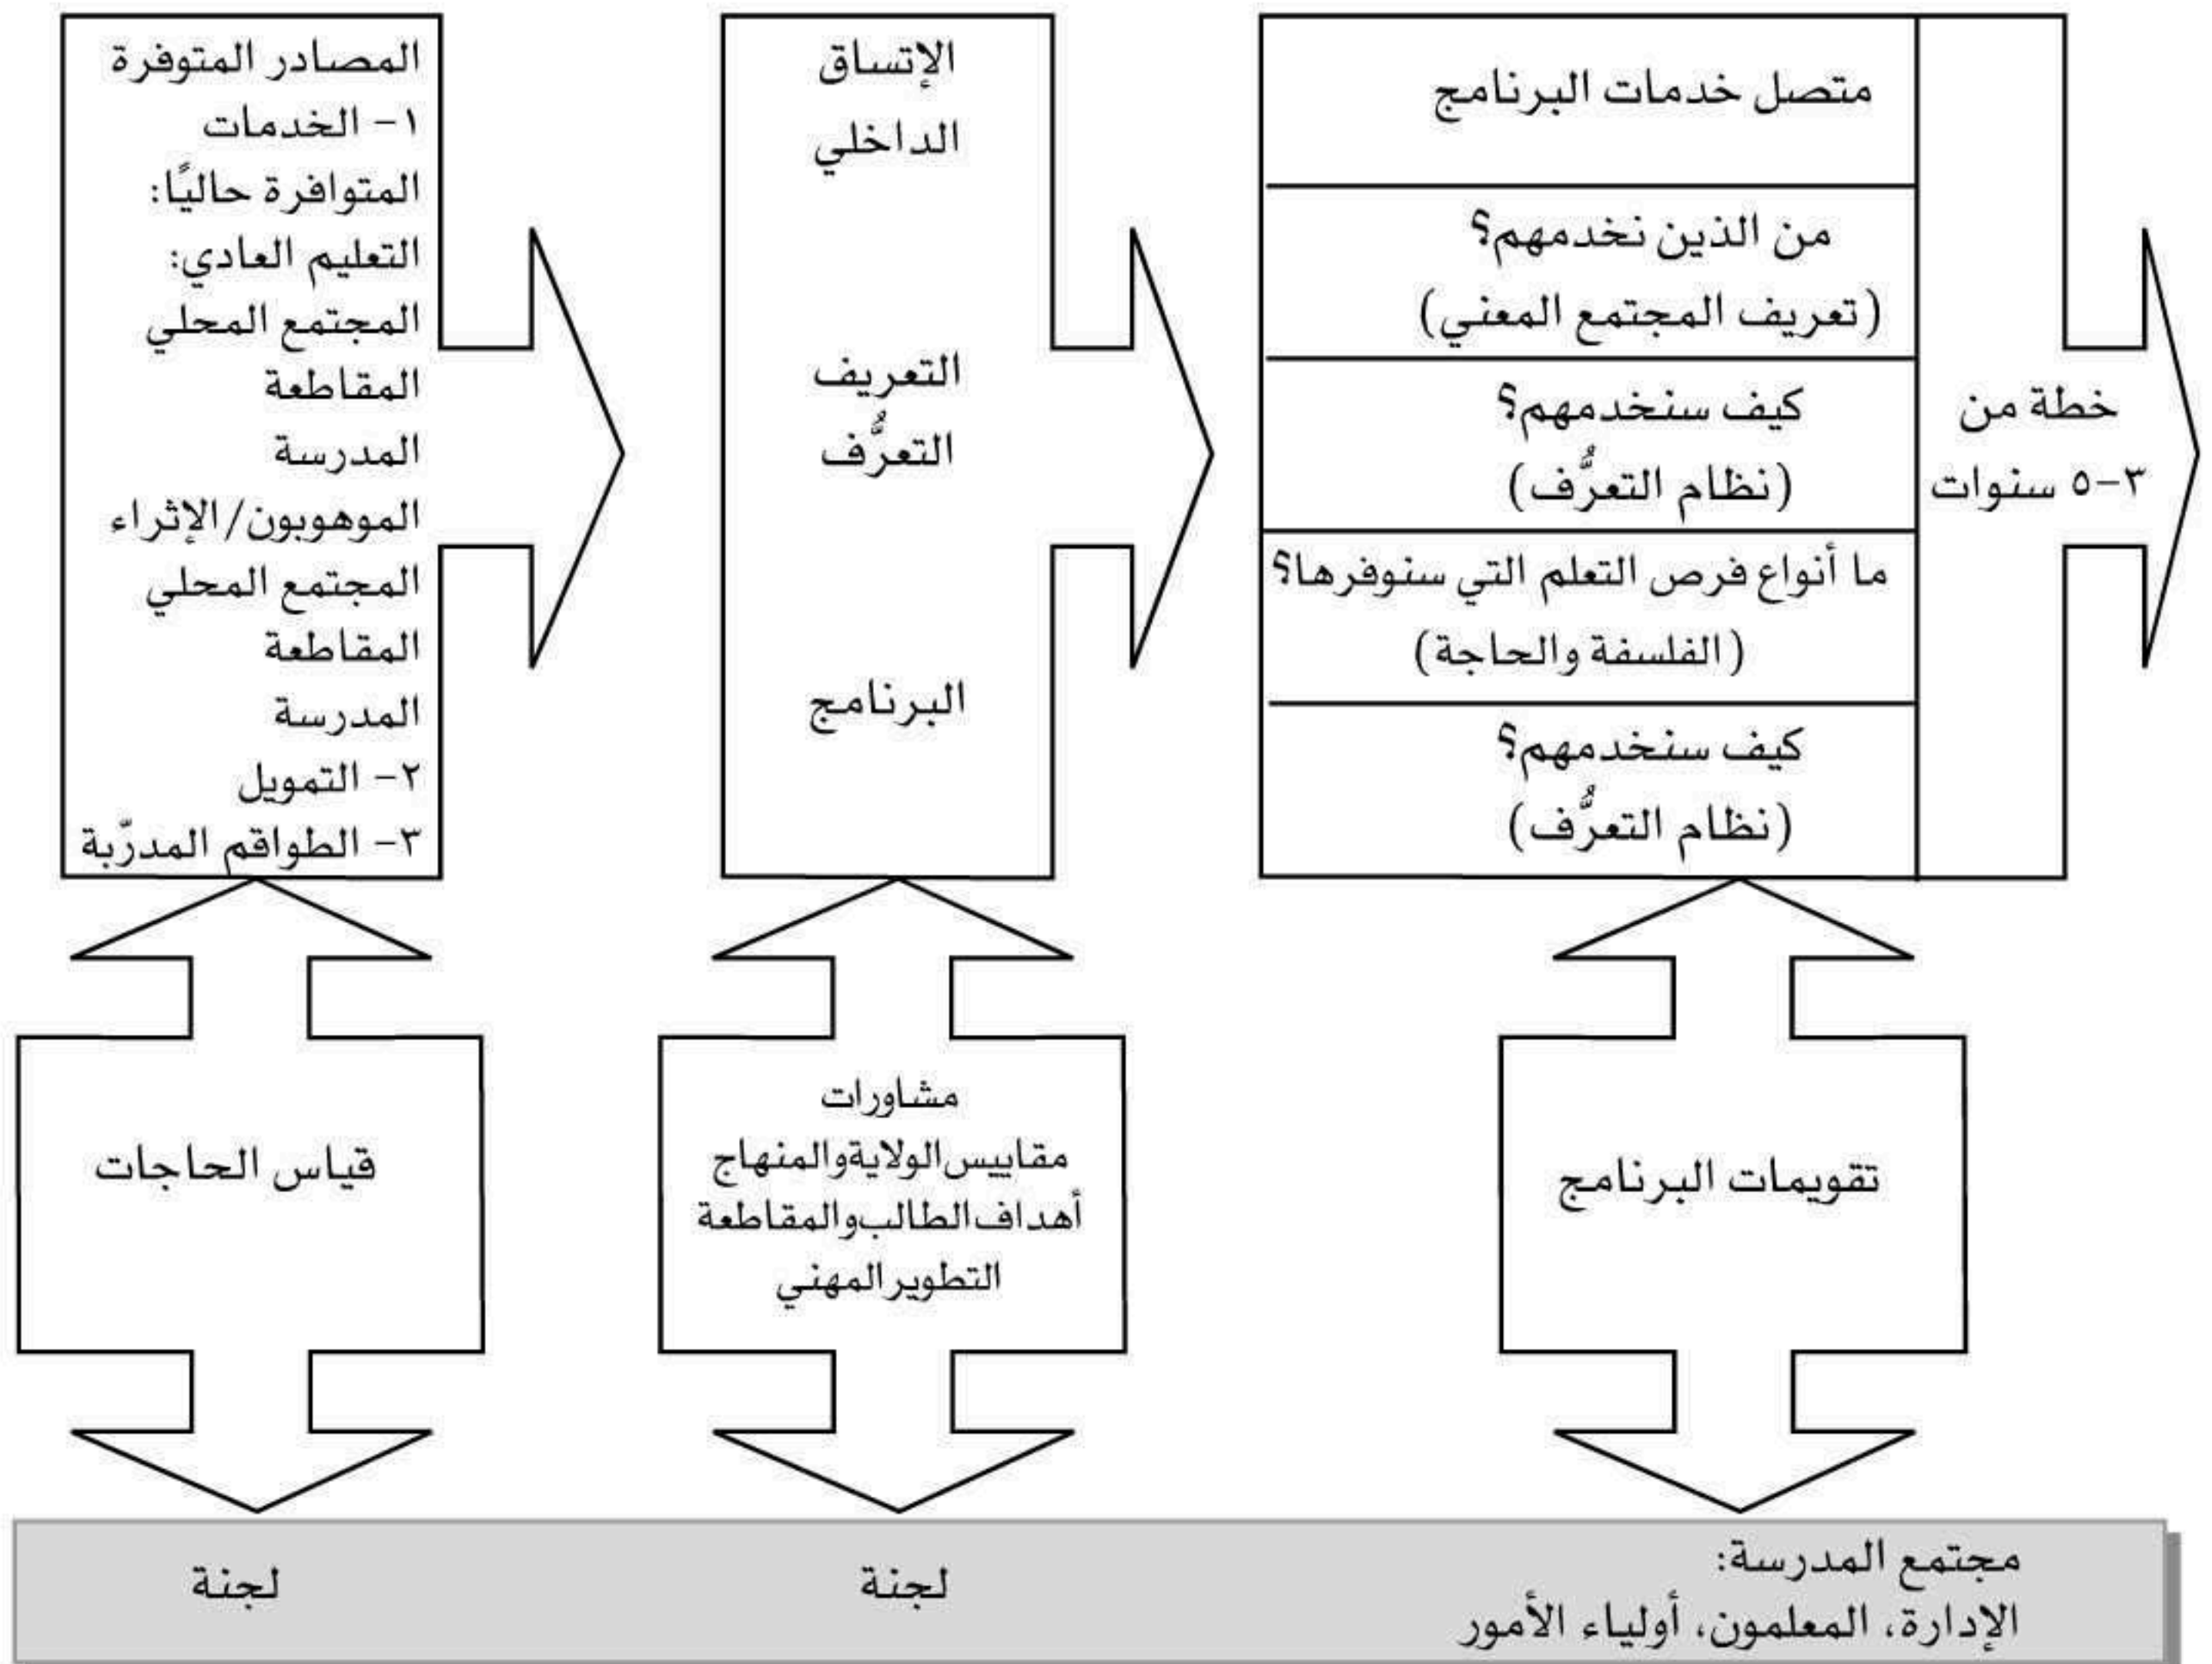 المصادر المتوفرة
١- الخدمات
المتوافرة حاليًا:
التعليم العادي:
المجتمع المحلي
المقاطعة
المدرسة
الموهوبون/الإثراء
المجتمع المحلي
المقاطعة
المدرسة
٢- التمويل
٣- الطواقم المدرّبة
الإتساق
الداخلي
التعريف
التعرُّف
البرنامج
متصل خدمات البرنامج
من الذين نخدمهم؟
(تعريف المجتمع المعني)
كيف سنخدمهم؟
(نظام التعرُّف)
ما أنواع فرص التعلم التي سنوفرها؟
(الفلسفة والحاجة)
كيف سنخدمهم؟
(نظام التعرُّف)
خطة من
٣-٥ سنوات
قياس الحاجات
مشاورات
مقاييس الولاية والمنهاج
أهداف الطالب والمقاطعة
التطوير المهني
تقويمات البرنامج
لجنة
لجنة
مجتمع المدرسة:
الإدارة، المعلمون، أولياء الأمور